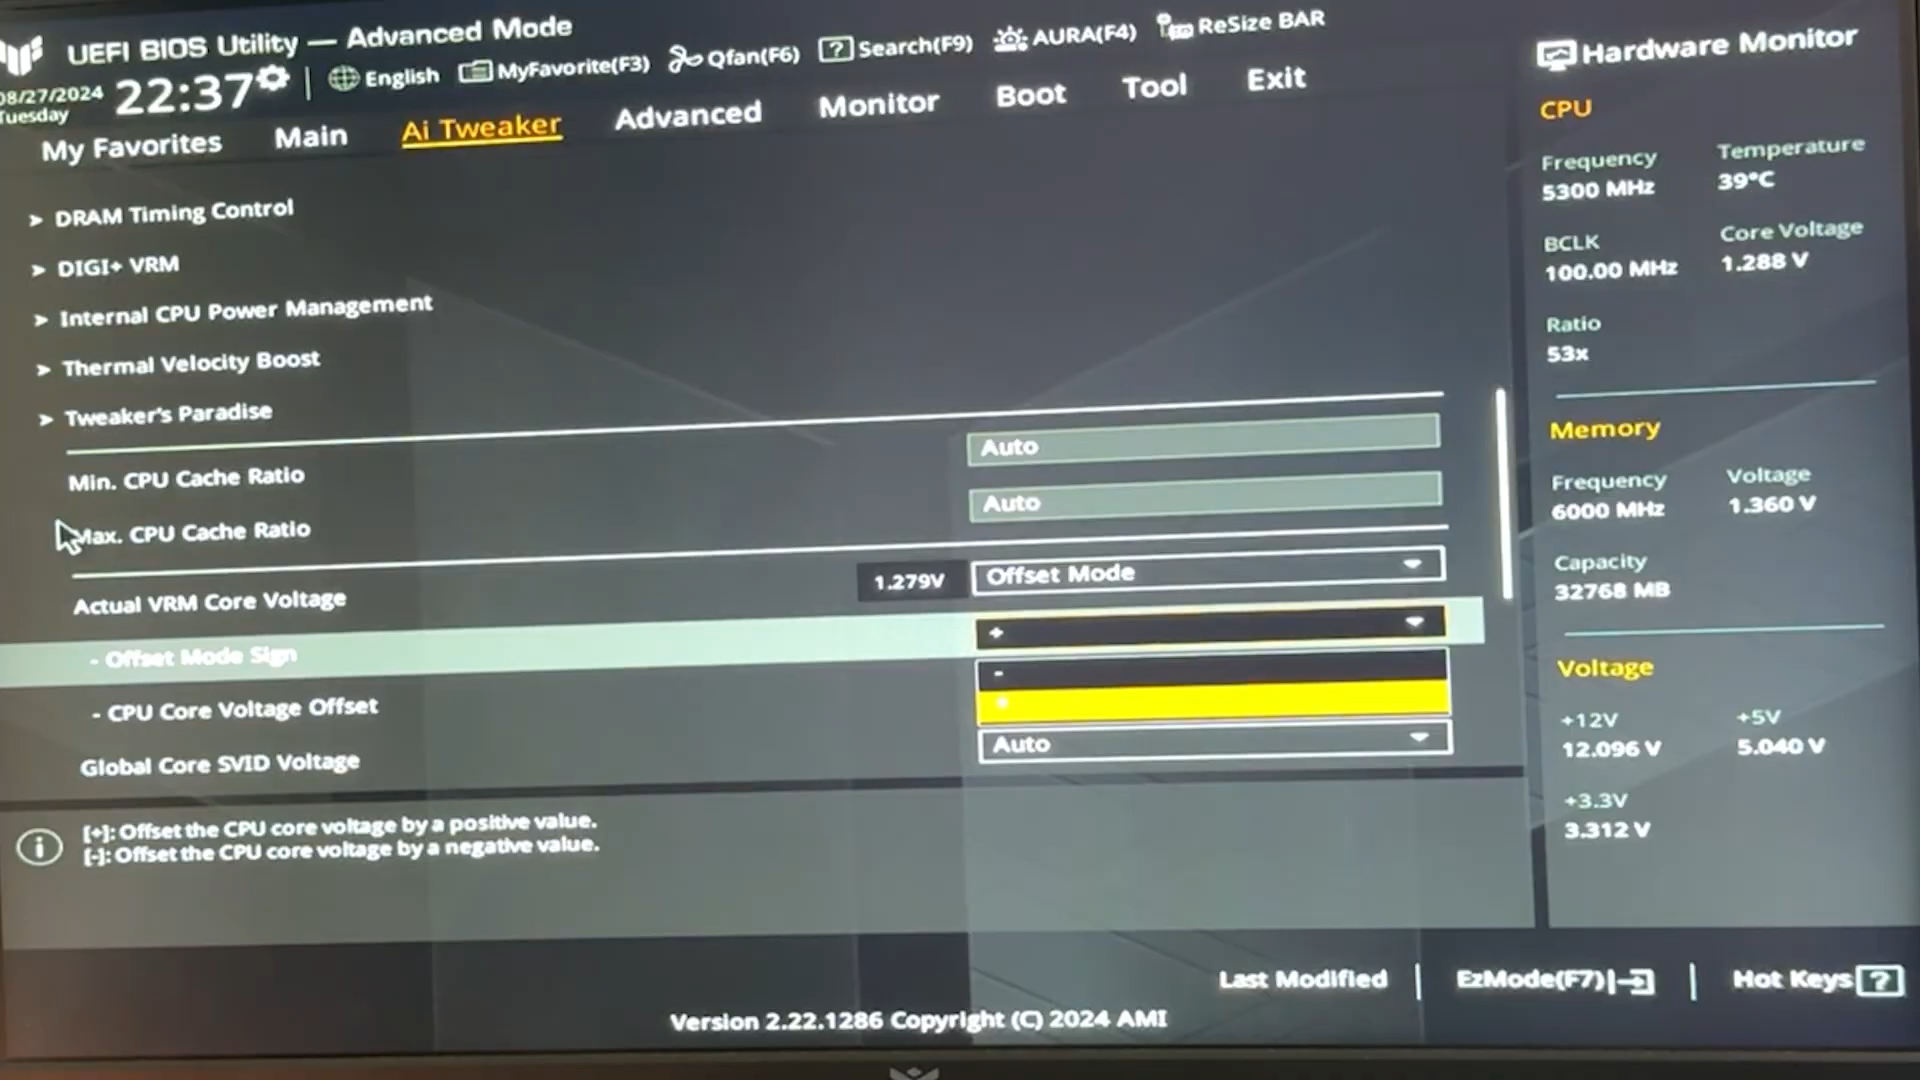 UEFI BIOS Utility — Advanced Mode
08/27/2024
Tuesday
22:37
English
MyFavorite(F3)
Qfan(F6)
Search(F9)
AURA(F4)
ReSize BAR
My Favorites
Main
Ai Tweaker
Advanced
Monitor
Boot
Tool
Exit
DRAM Timing Control
DIGI+ VRM
Internal CPU Power Management
Thermal Velocity Boost
Tweaker's Paradise
Min. CPU Cache Ratio
Auto
Max. CPU Cache Ratio
Auto
Actual VRM Core Voltage
1.279V
Offset Mode
- Offset Mode Sign
+
-
+
- CPU Core Voltage Offset
Global Core SVID Voltage
Auto
[+]: Offset the CPU core voltage by a positive value.
[-]: Offset the CPU core voltage by a negative value.
Hardware Monitor
CPU
Frequency
5300 MHz
Temperature
39°C
BCLK
100.00 MHz
Core Voltage
1.288 V
Ratio
53x
Memory
Frequency
6000 MHz
Voltage
1.360 V
Capacity
32768 MB
Voltage
+12V
12.096 V
+5V
5.040 V
+3.3V
3.312 V
Last Modified
EzMode(F7)
Hot Keys ?
Version 2.22.1286 Copyright (C) 2024 AMI